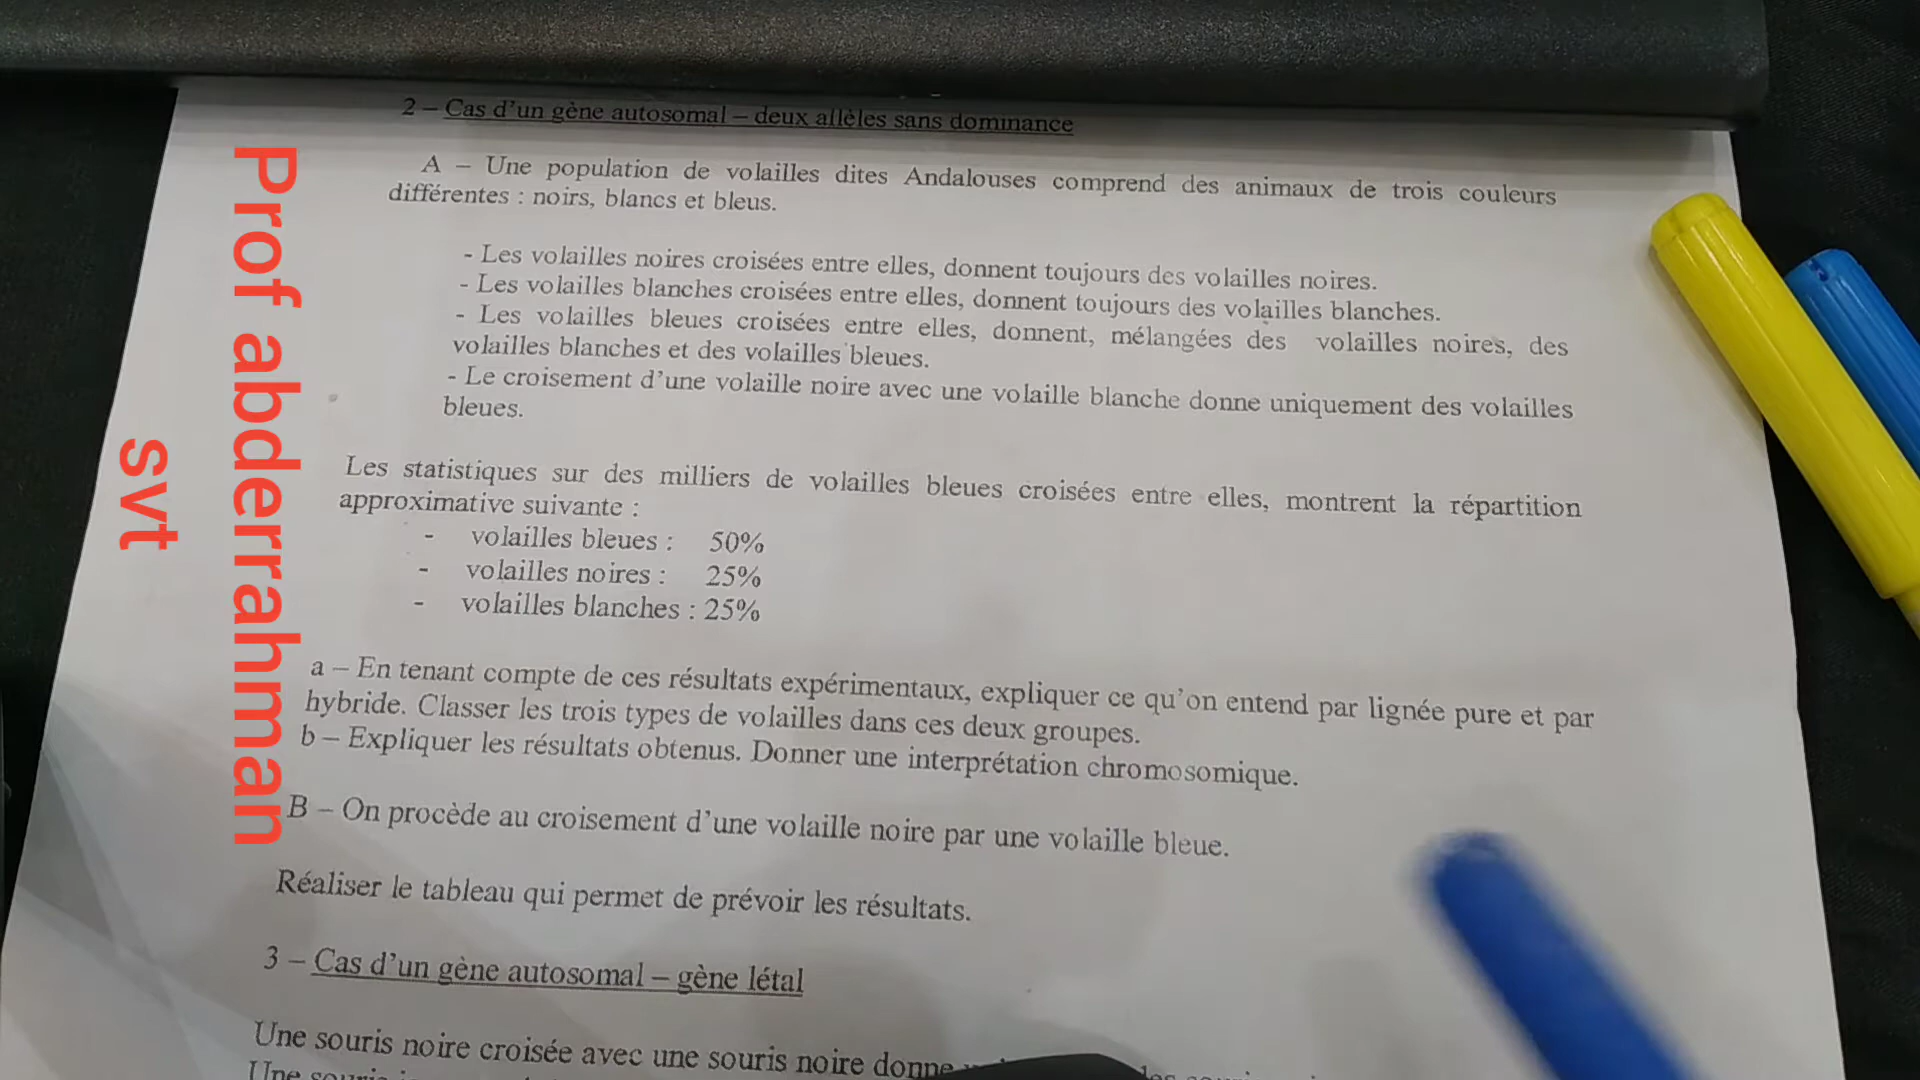 2 – Cas d'un gène autosomal – deux allèles sans dominance
A – Une population de volailles dites Andalouses comprend des animaux de trois couleurs
différentes : noirs, blancs et bleus.
- Les volailles noires croisées entre elles, donnent toujours des volailles noires.
- Les volailles blanches croisées entre elles, donnent toujours des volailles blanches.
- Les volailles bleues croisées entre elles, donnent, mélangées des volailles noires, des
volailles blanches et des volailles bleues.
- Le croisement d'une volaille noire avec une volaille blanche donne uniquement des volailles
bleues.
Les statistiques sur des milliers de volailles bleues croisées entre elles, montrent la répartition
approximative suivante :
- volailles bleues : 50%
- volailles noires : 25%
- volailles blanches : 25%
a – En tenant compte de ces résultats expérimentaux, expliquer ce qu'on entend par lignée pure et par
hybride. Classer les trois types de volailles dans ces deux groupes.
b – Expliquer les résultats obtenus. Donner une interprétation chromosomique.
B – On procède au croisement d'une volaille noire par une volaille bleue.
Réaliser le tableau qui permet de prévoir les résultats.
3 – Cas d'un gène autosomal – gène létal
Une souris noire croisée avec une souris noire donne
Une
Prof abderrahman
svt